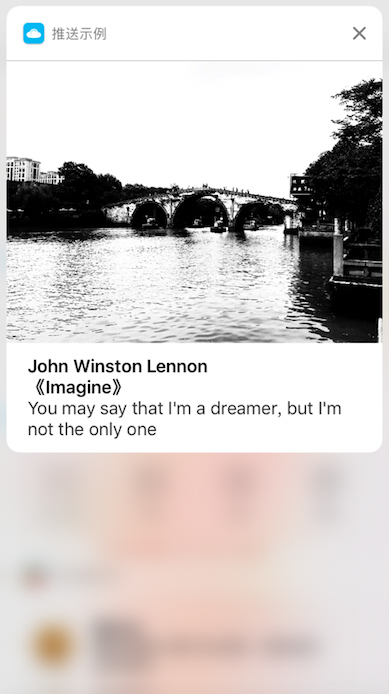 推送示例
John Winston Lennon
《Imagine》
You may say that I'm a dreamer, but I'm
not the only one